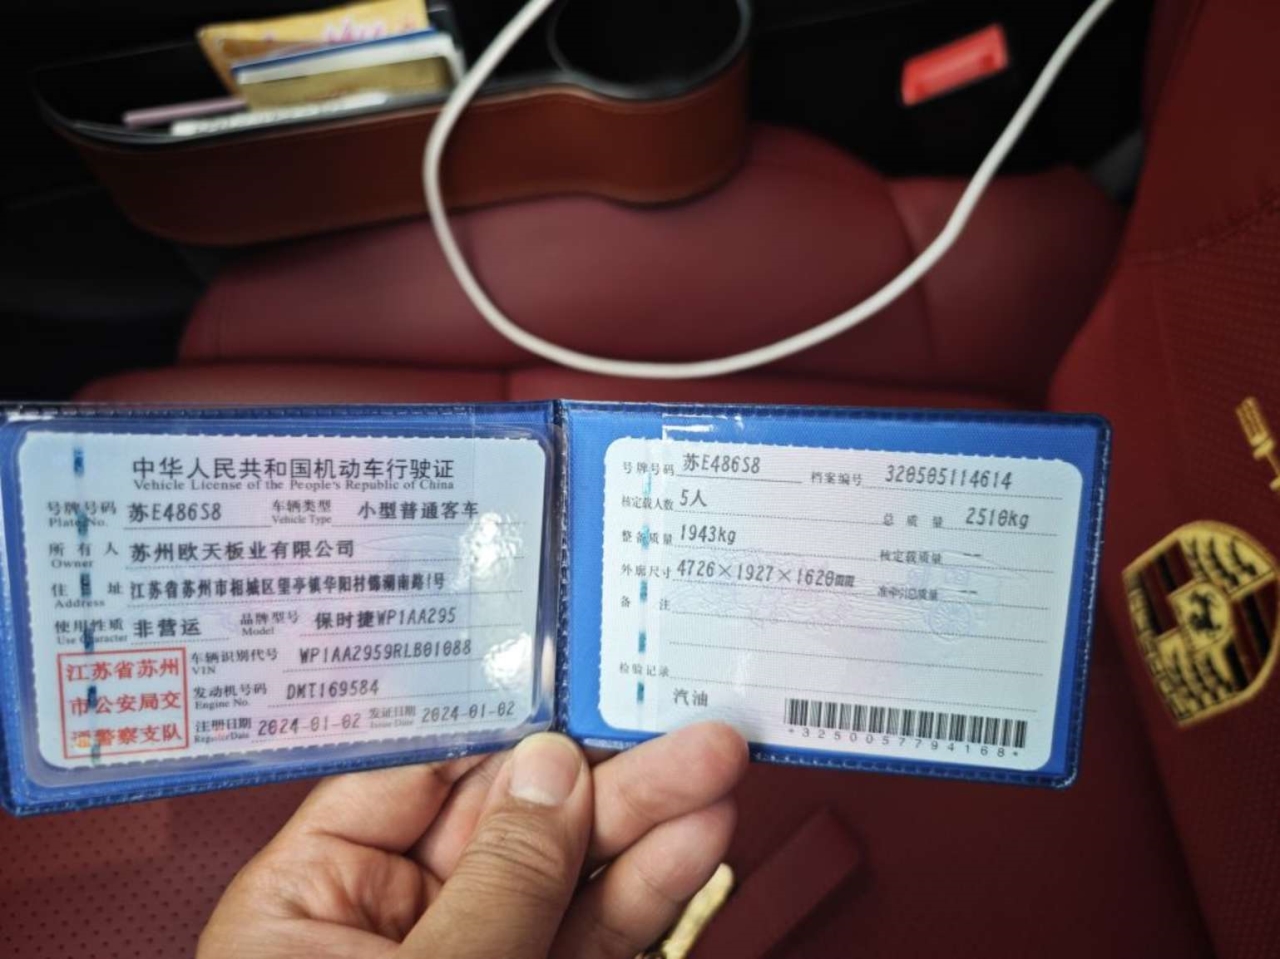 中华人民共和国机动车行驶证
Vehicle License of the People's Republic of China
号牌号码 苏E486S8 车辆类型 小型普通客车
Plate No. Vehicle Type
所有人 苏州欧天板业有限公司
Owner
住址 江苏省苏州市相城区望亭镇华阳村锦湖南路1号
Address
使用性质 非营运 品牌型号 保时捷WP1AA295
Use Character Model
江苏省苏州
市公安局交
通警察支队
车辆识别代号 WP1AA2959RLB01088
VIN
发动机号码 DMT169584
Engine No.
注册日期 2024-01-02 发证日期 2024-01-02
Register Date Issue Date
号牌号码 苏E486S8 档案编号 320505114614
核定载人数 5人 总质量 2510kg
整备质量 1943kg 核定载质量 --
外廓尺寸 4726×1927×1620mm 准牵引总质量 --
备注
检验记录
汽油
*3250057794168*